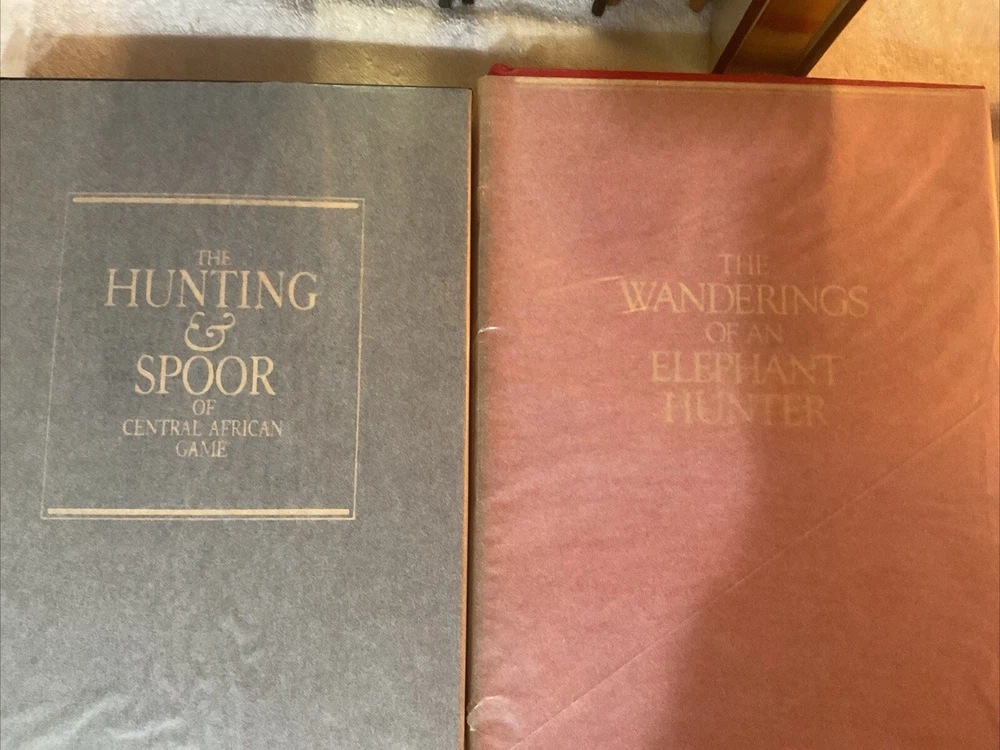 THE
HUNTING
&
SPOOR
OF
CENTRAL AFRICAN
GAME
THE
WANDERINGS
OF AN
ELEPHANT
HUNTER